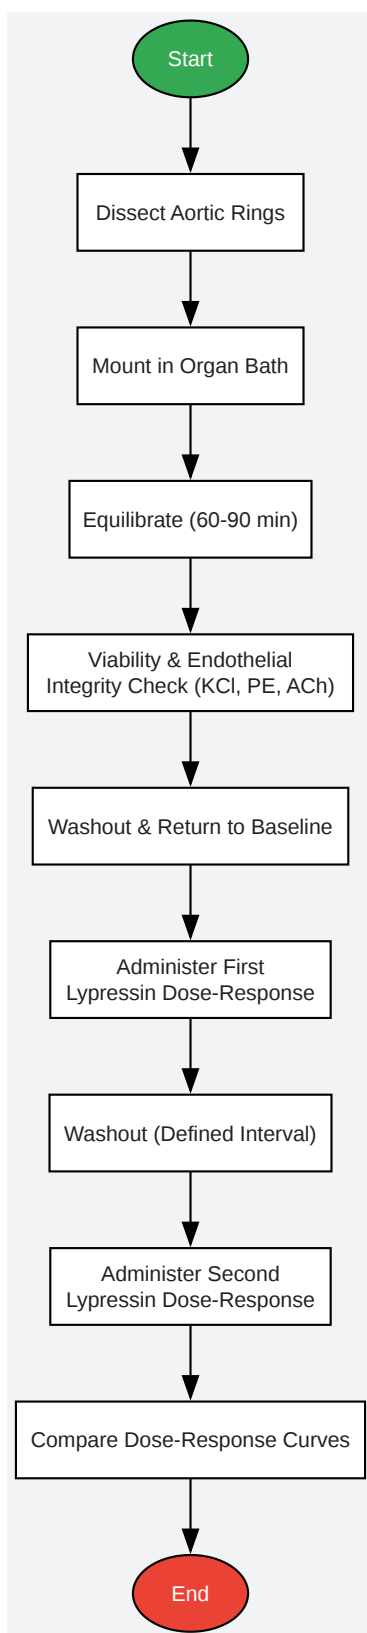 Start
Dissect Aortic Rings
Mount in Organ Bath
Equilibrate (60-90 min)
Viability & Endothelial
Integrity Check (KCl, PE, ACh)
Washout & Return to Baseline
Administer First
Lypressin Dose-Response
Washout (Defined Interval)
Administer Second
Lypressin Dose-Response
Compare Dose-Response Curves
End